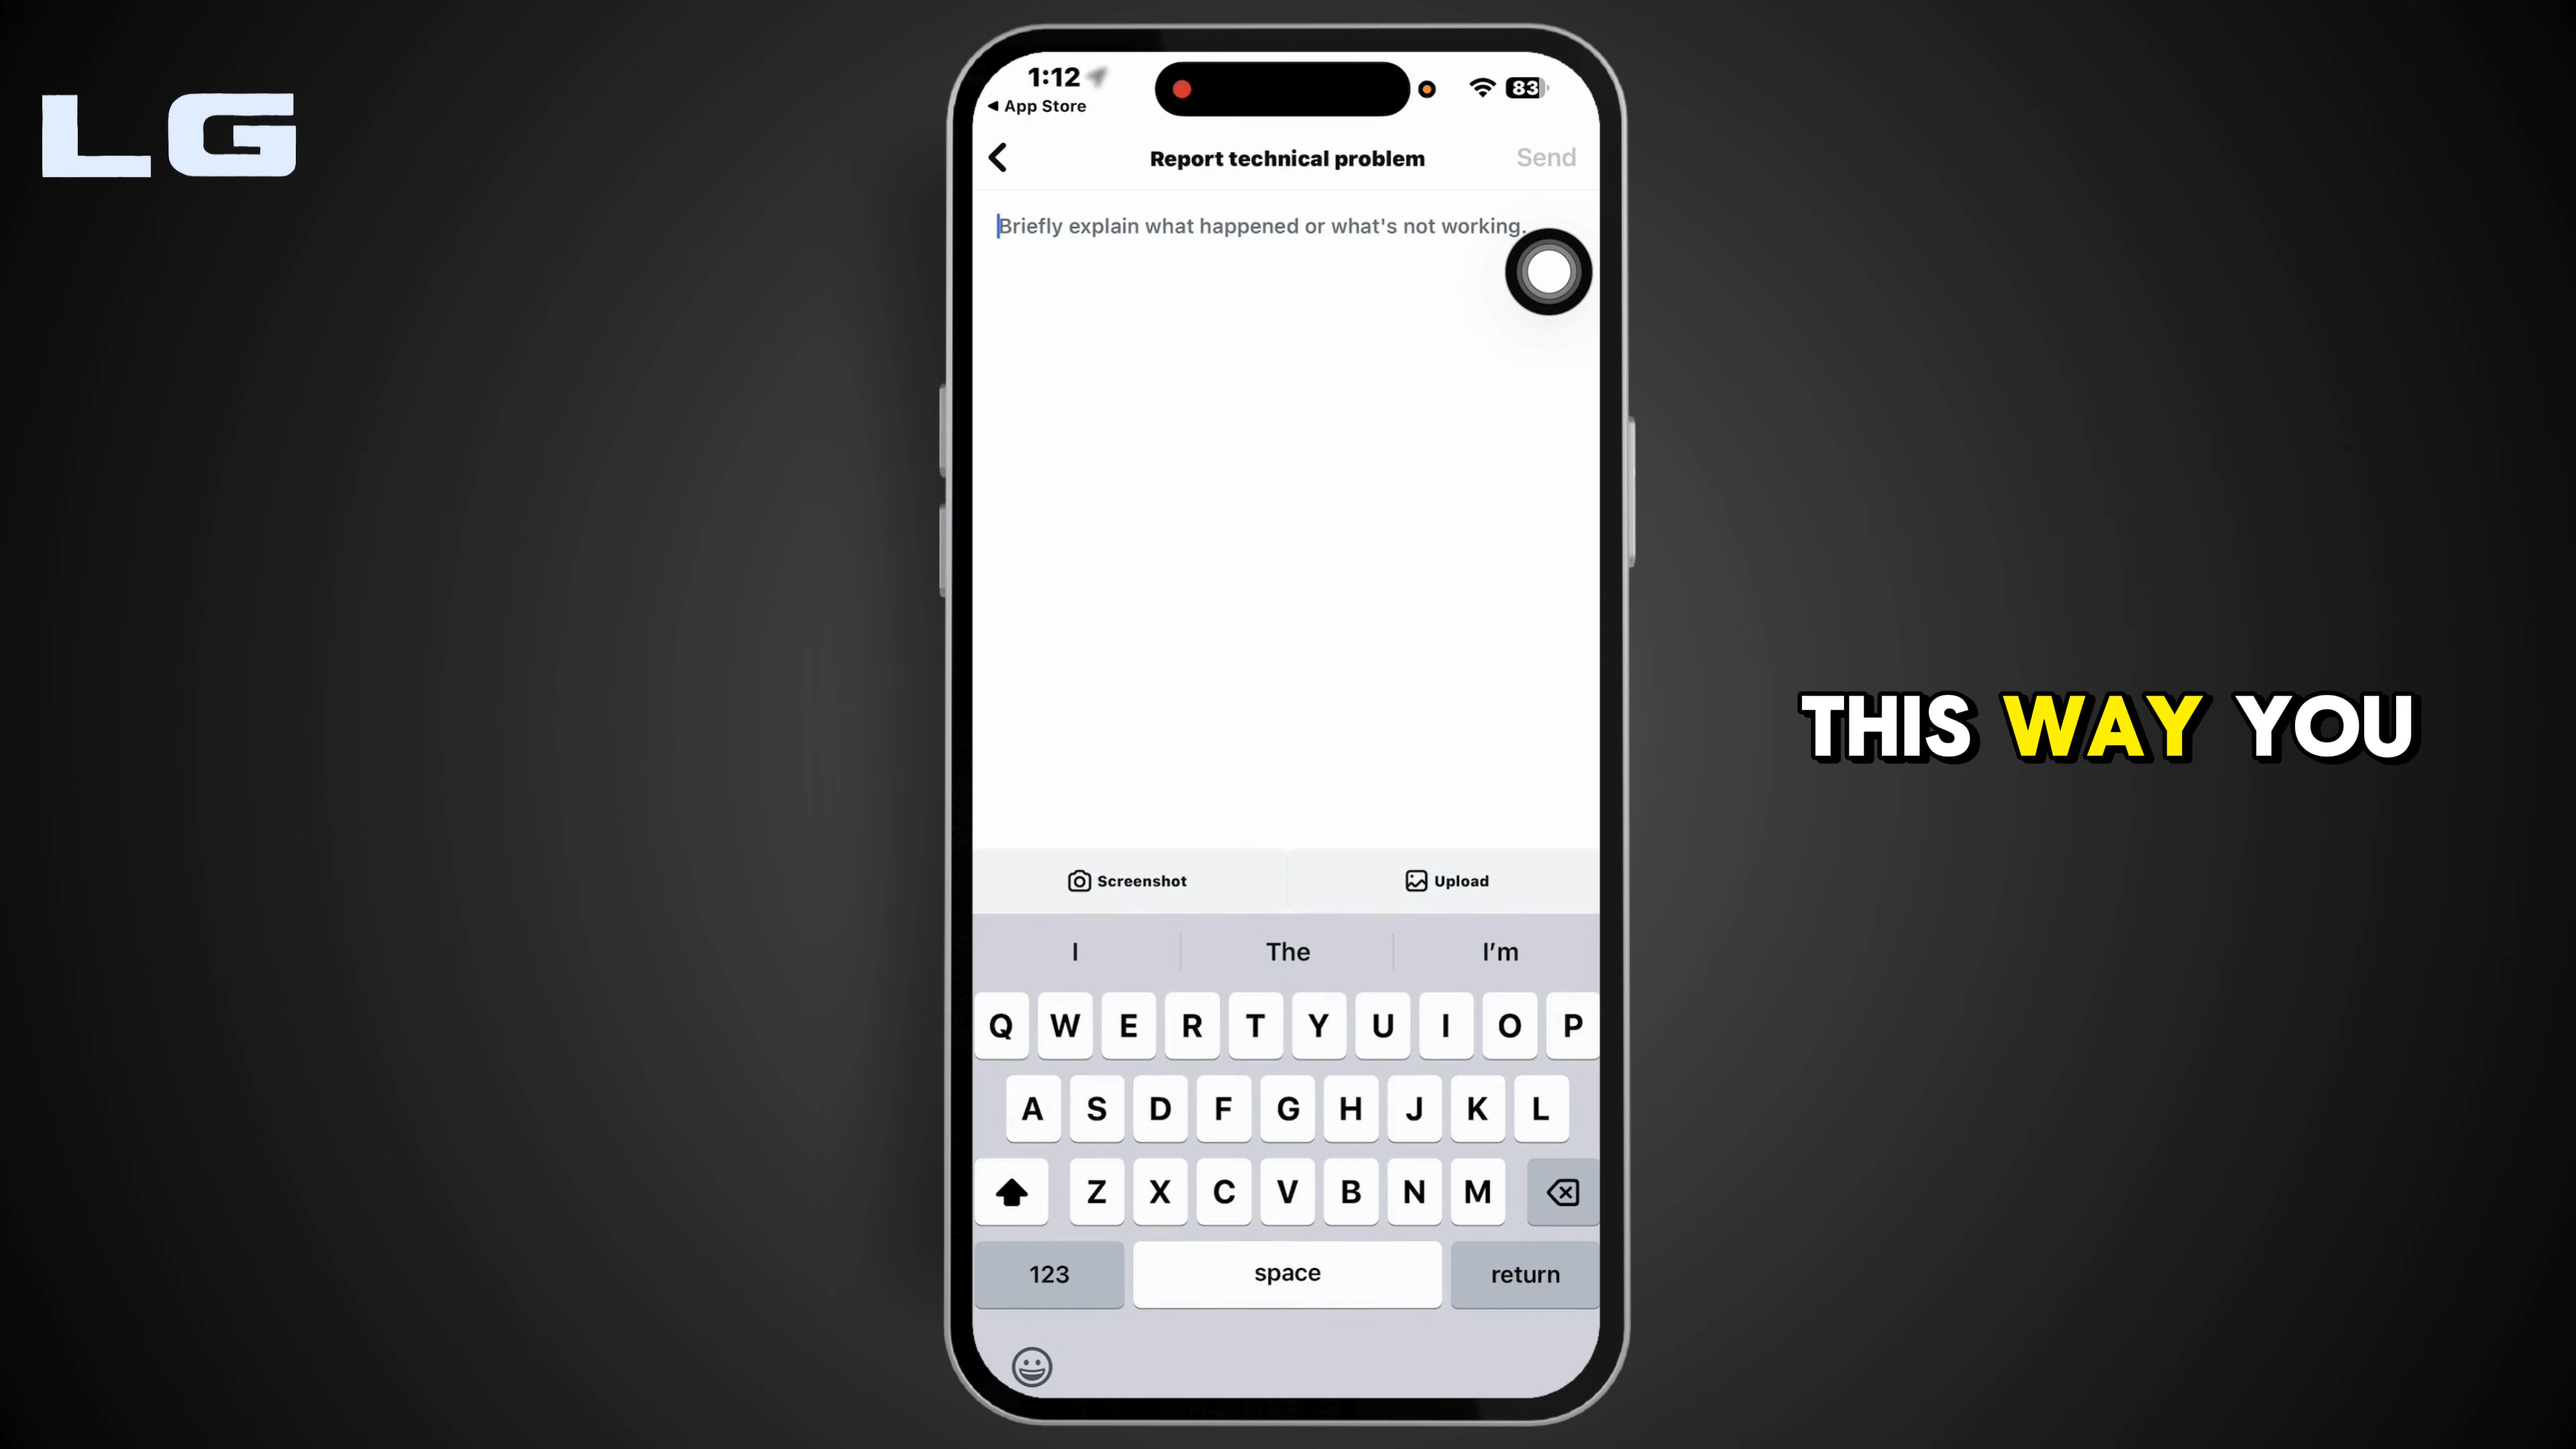 LG
1:12
83
App Store
Report technical problem
Send
Briefly explain what happened or what's not working.
THIS WAY YOU
Screenshot
Upload
I
The
I'm
Q W E R T Y U I O P
A S D F G H J K L
Z X C V B N M
123
space
return